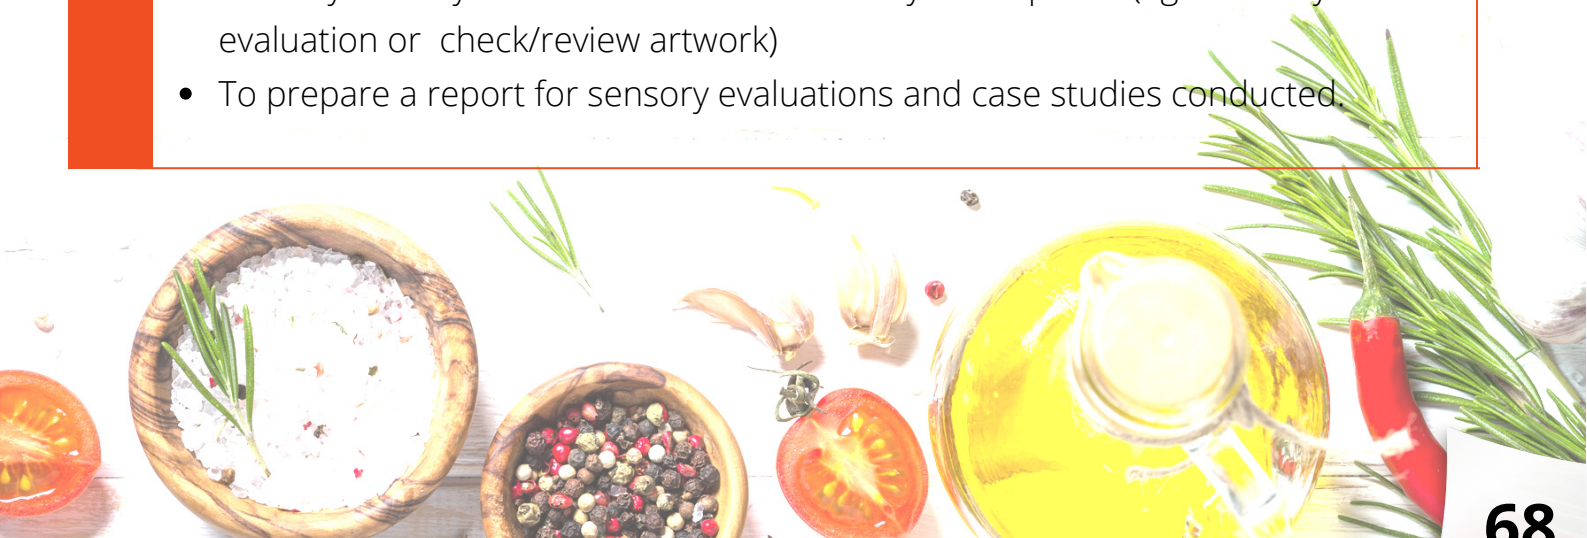 evaluation or  check/review artwork)
• To prepare a report for sensory evaluations and case studies conducted.
68